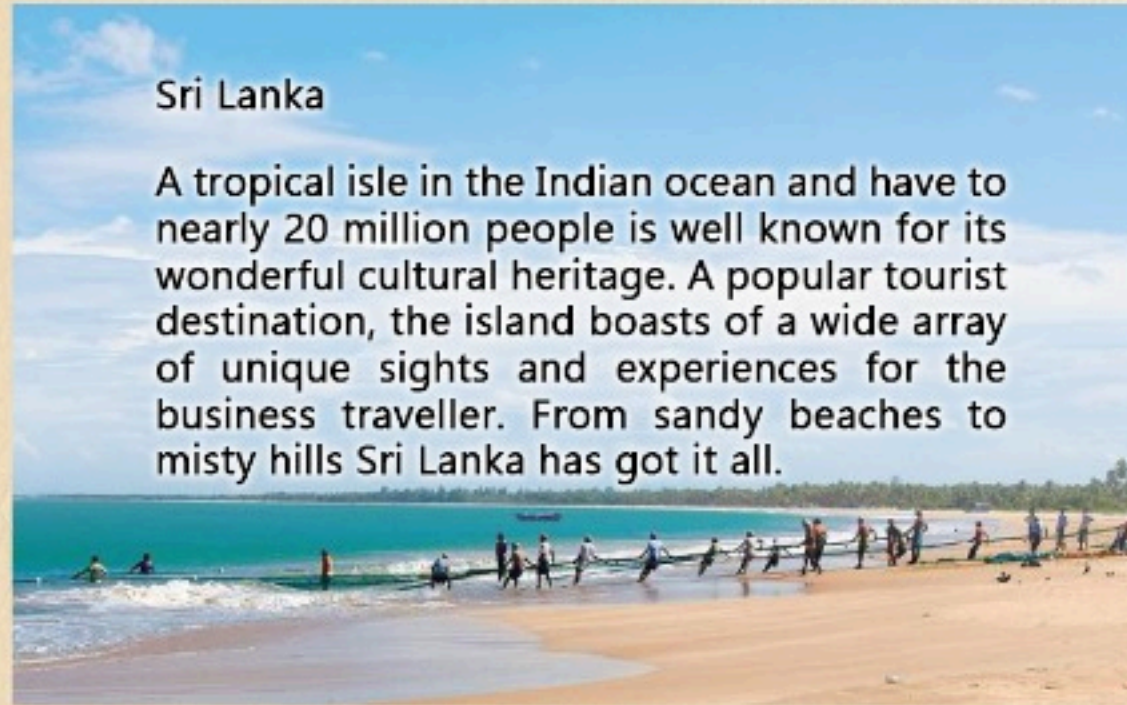 Sri Lanka
A tropical isle in the Indian ocean and have to
nearly 20 million people is well known for its
wonderful cultural heritage. A popular tourist
destination, the island boasts of a wide array
of unique sights and experiences for the
business traveller. From sandy beaches to
misty hills Sri Lanka has got it all.